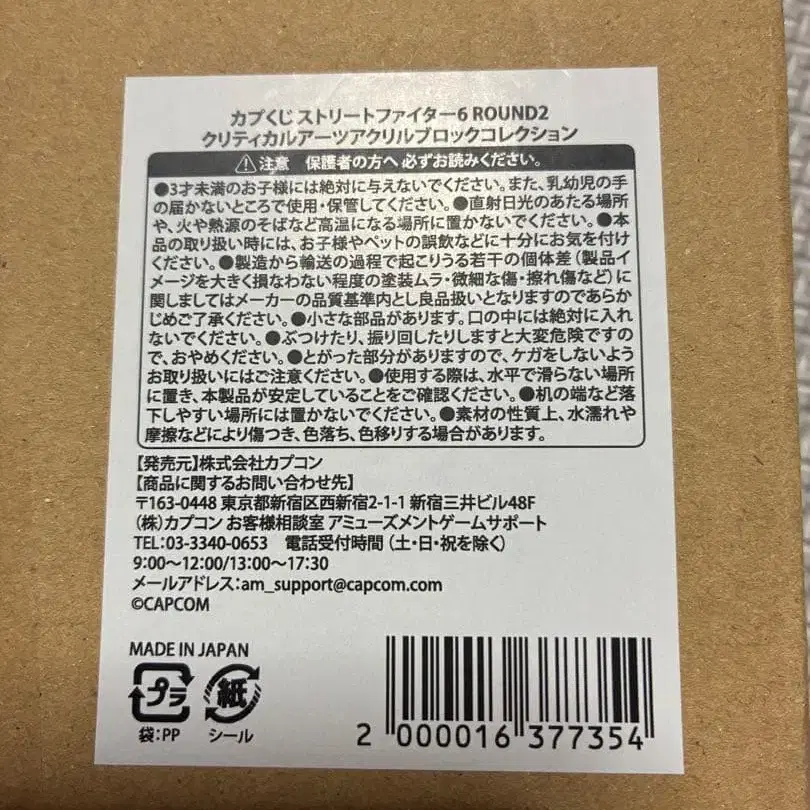 カプくじ ストリートファイター6 ROUND2
クリティカルアーツアクリルブロックコレクション
⚠注意 保護者の方へ 必ずお読みください。
●3才未満のお子様には絶対に与えないでください。また、乳幼児の手
の届かないところで使用・保管してください。●直射日光のあたる場所
や、火や熱源のそばなど高温になる場所に置かないでください。●本
品の取り扱い時には、お子様やペットの誤飲などに十分にお気を付け
ください。●製造から輸送の過程で起こりうる若干の個体差(製品イ
メージを大きく損なわない程度の塗装ムラ・微細な傷・擦れ傷など)に
関しましてはメーカーの品質基準内とし良品扱いとなりますのであらか
じめご了承ください。●小さな部品があります。口の中には絶対に入れ
ないでください。●ぶつけたり、振り回したりしますと大変危険ですの
で、おやめください。●とがった部分がありますので、ケガをしないよう
お取り扱いにはご注意ください。●使用する際は、水平で滑らない場所
に置き、本製品が安定していることをご確認ください。●机の端など落
下しやすい場所には置かないでください。●素材の性質上、水濡れや
摩擦などにより傷つき、色落ち、色移りする場合があります。
【発売元】株式会社カプコン
【商品に関するお問い合わせ先】
〒163-0448 東京都新宿区西新宿2-1-1 新宿三井ビル48F
(株)カプコン お客様相談室 アミューズメントゲームサポート
TEL:03-3340-0653 電話受付時間 (土・日・祝を除く)
9:00~12:00/13:00~17:30
メールアドレス:am_support@capcom.com
©CAPCOM
MADE IN JAPAN
プラ 紙
袋:PP シール
2 000016 377354